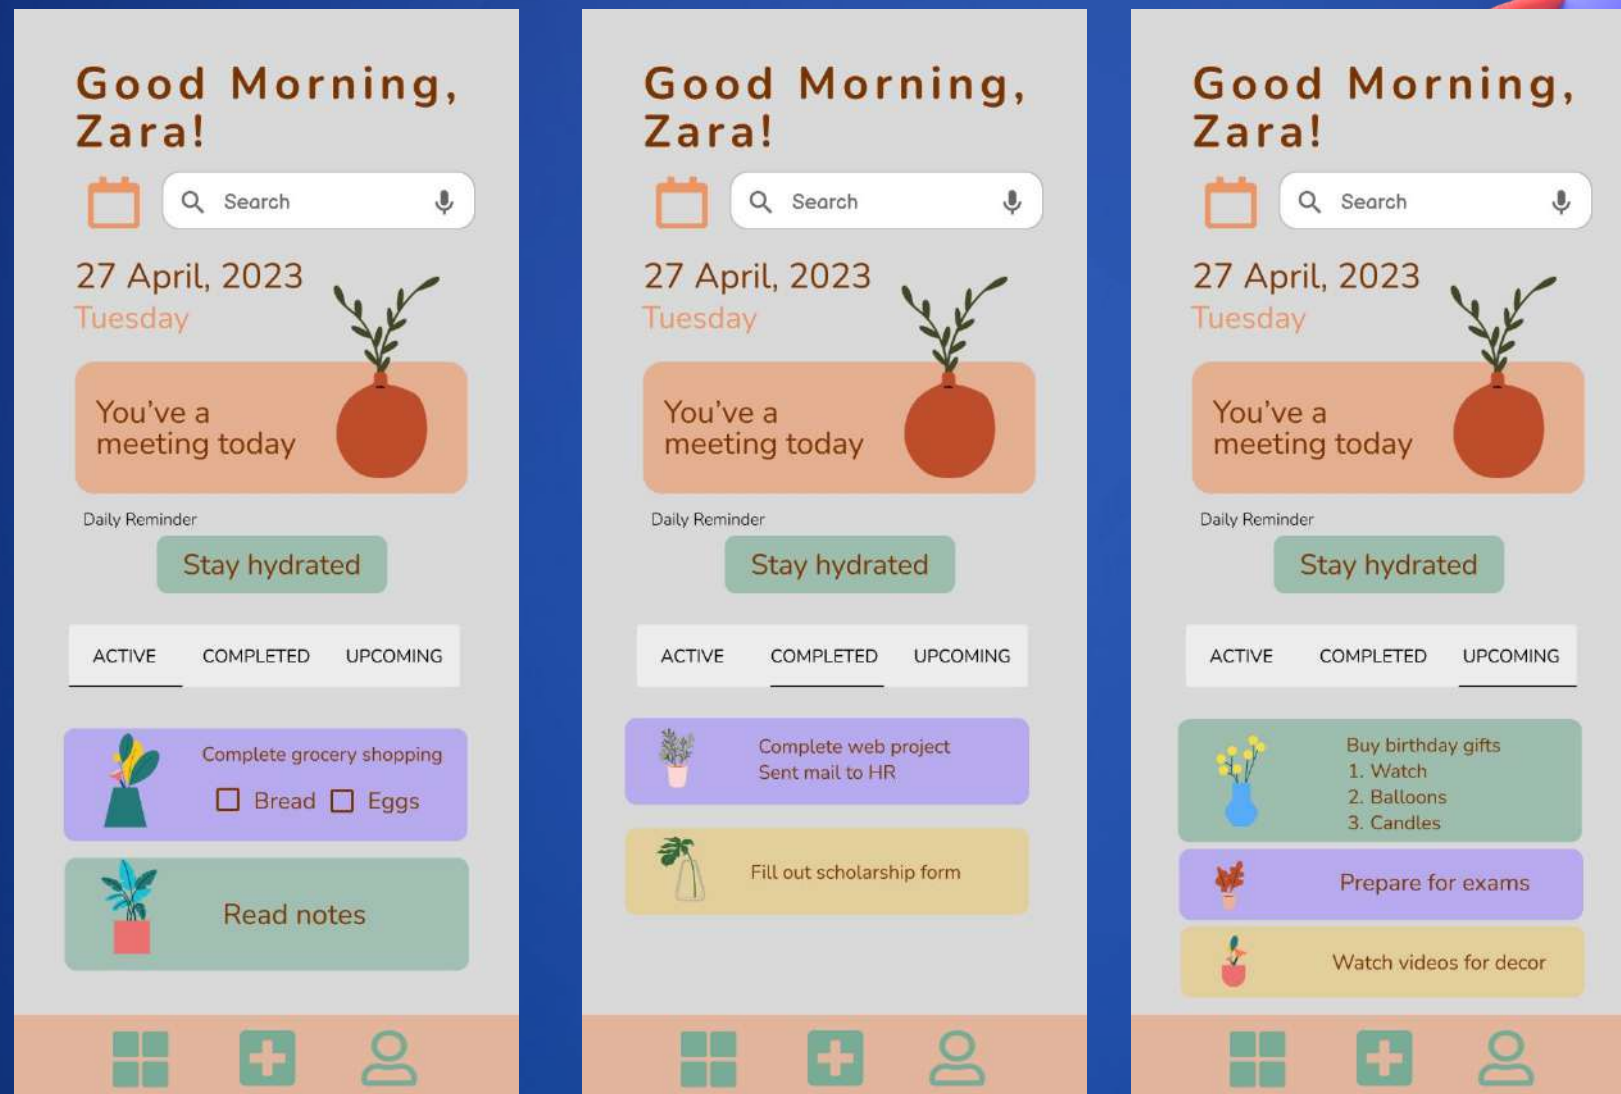 Good Morning,
Zara!
Search
27 April, 2023
Tuesday
You've a
meeting today
Daily Reminder
Stay hydrated
ACTIVE COMPLETED UPCOMING
Complete grocery shopping
Bread Eggs
Read notes
Good Morning,
Zara!
Search
27 April, 2023
Tuesday
You've a
meeting today
Daily Reminder
Stay hydrated
ACTIVE COMPLETED UPCOMING
Complete web project
Sent mail to HR
Fill out scholarship form
Good Morning,
Zara!
Search
27 April, 2023
Tuesday
You've a
meeting today
Daily Reminder
Stay hydrated
ACTIVE COMPLETED UPCOMING
Buy birthday gifts
1. Watch
2. Balloons
3. Candles
Prepare for exams
Watch videos for decor